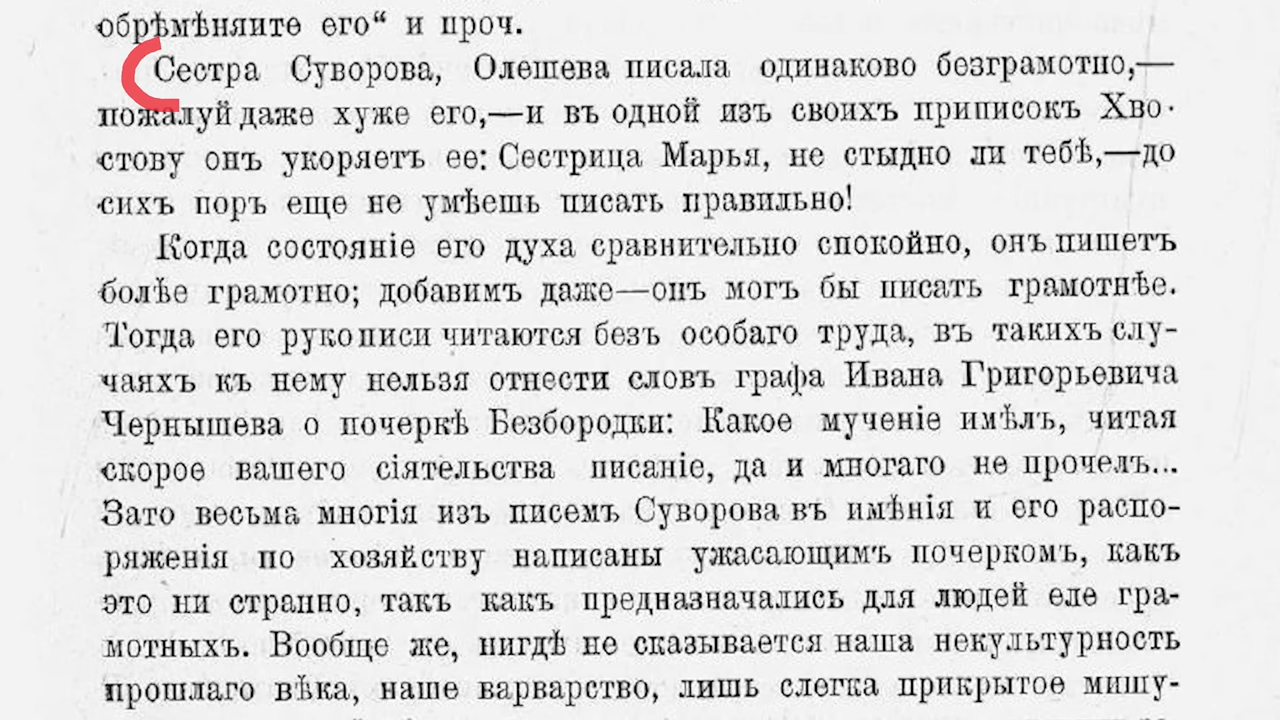 обрѣмѣняите его“ и проч.
Сестра Суворова, Олешева писала одинаково безграмотно,—
пожалуй даже хуже его,—и въ одной изъ своихъ приписокъ Хво-
стову онъ укоряетъ ее: Сестрица Марья, не стыдно ли тебѣ,—до
сихъ поръ еще не умѣешь писать правильно!
Когда состояніе его духа сравнительно спокойно, онъ пишетъ
болѣе грамотно; добавимъ даже—онъ могъ бы писать грамотнѣе.
Тогда его рукописи читаются безъ особаго труда, въ такихъ слу-
чаяхъ къ нему нельзя отнести словъ графа Ивана Григорьевича
Чернышева о почеркѣ Безбородки: Какое мученіе имѣлъ, читая
скорое вашего сіятельства писаніе, да и многаго не прочелъ...
Зато весьма многія изъ писемъ Суворова въ имѣнія и его распо-
ряженія по хозяйству написаны ужасающимъ почеркомъ, какъ
это ни странно, такъ какъ предназначались для людей еле гра-
мотныхъ. Вообще же, нигдѣ не сказывается наша некультурность
прошлаго вѣка, наше варварство, лишь слегка прикрытое мишу-